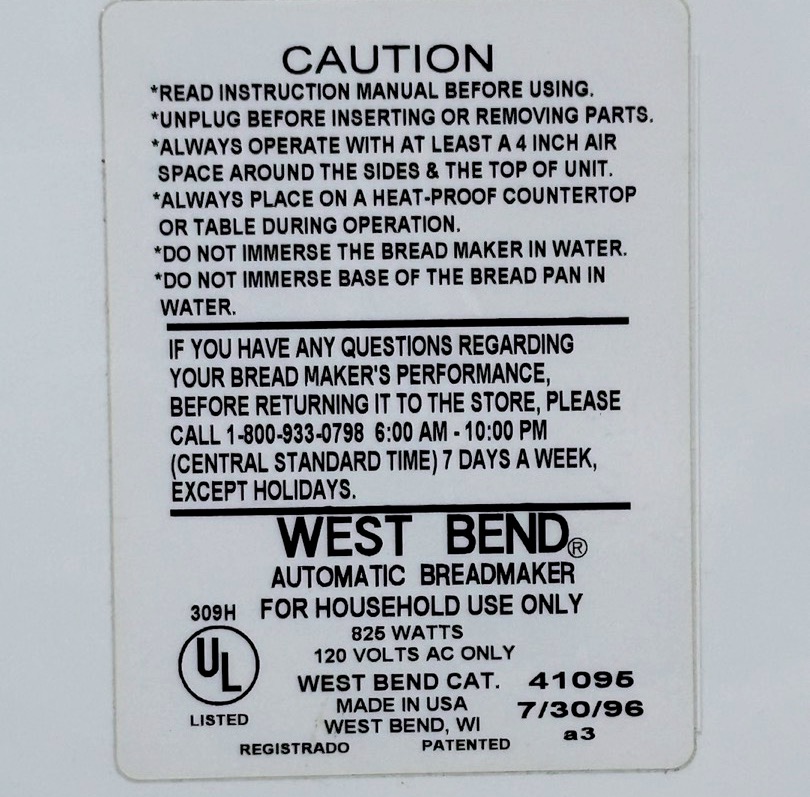 CAUTION
*READ INSTRUCTION MANUAL BEFORE USING.
*UNPLUG BEFORE INSERTING OR REMOVING PARTS.
*ALWAYS OPERATE WITH AT LEAST A 4 INCH AIR
SPACE AROUND THE SIDES & THE TOP OF UNIT.
*ALWAYS PLACE ON A HEAT-PROOF COUNTERTOP
OR TABLE DURING OPERATION.
*DO NOT IMMERSE THE BREAD MAKER IN WATER.
*DO NOT IMMERSE BASE OF THE BREAD PAN IN
WATER.
IF YOU HAVE ANY QUESTIONS REGARDING
YOUR BREAD MAKER'S PERFORMANCE,
BEFORE RETURNING IT TO THE STORE, PLEASE
CALL 1-800-933-0798 6:00 AM - 10:00 PM
(CENTRAL STANDARD TIME) 7 DAYS A WEEK,
EXCEPT HOLIDAYS.
WEST BEND®
AUTOMATIC BREADMAKER
309H FOR HOUSEHOLD USE ONLY
825 WATTS
UL 120 VOLTS AC ONLY
WEST BEND CAT. 41095
MADE IN USA 7/30/96
LISTED WEST BEND, WI a3
REGISTRADO PATENTED